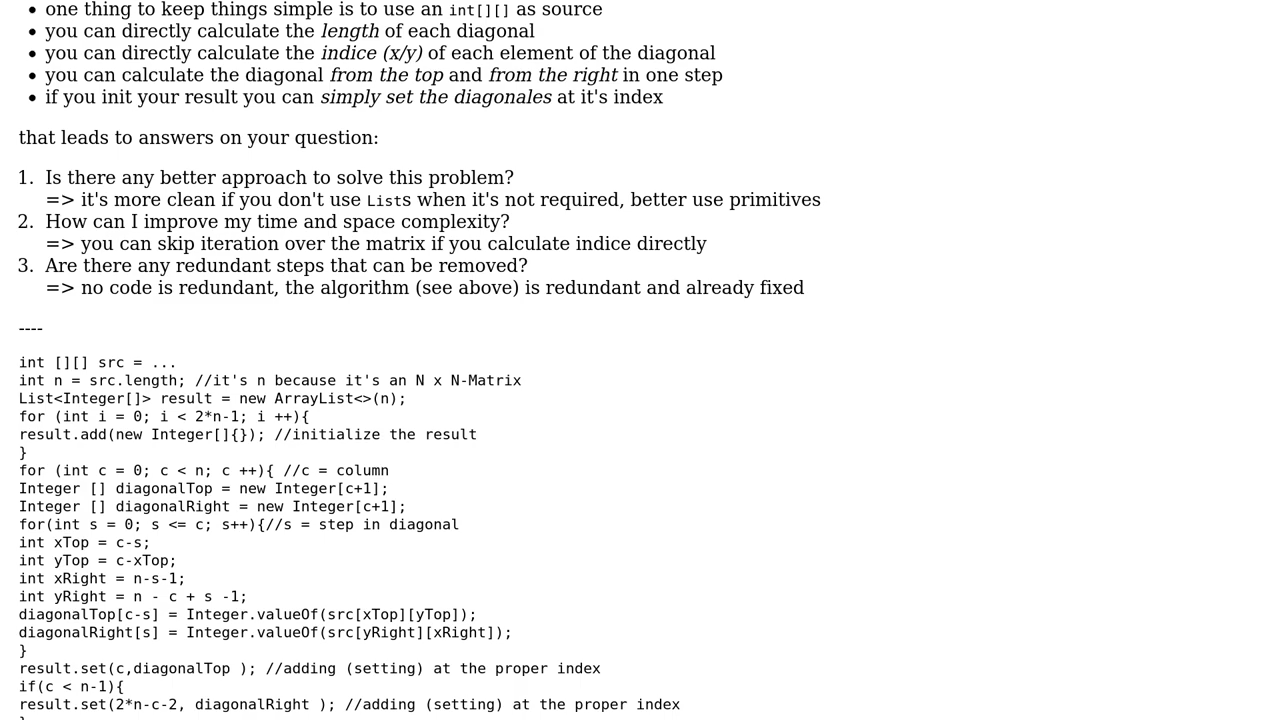 • one thing to keep things simple is to use an int[][] as source
• you can directly calculate the length of each diagonal
• you can directly calculate the indice (x/y) of each element of the diagonal
• you can calculate the diagonal from the top and from the right in one step
• if you init your result you can simply set the diagonales at it's index
that leads to answers on your question:
1. Is there any better approach to solve this problem?
=> it's more clean if you don't use Lists when it's not required, better use primitives
2. How can I improve my time and space complexity?
=> you can skip iteration over the matrix if you calculate indice directly
3. Are there any redundant steps that can be removed?
=> no code is redundant, the algorithm (see above) is redundant and already fixed
----
int [][] src = ...
int n = src.length; //it's n because it's an N x N-Matrix
List<Integer[]> result = new ArrayList<>(n);
for (int i = 0; i < 2*n-1; i ++){
result.add(new Integer[]{}); //initialize the result
}
for (int c = 0; c < n; c ++){ //c = column
Integer [] diagonalTop = new Integer[c+1];
Integer [] diagonalRight = new Integer[c+1];
for(int s = 0; s <= c; s++){//s = step in diagonal
int xTop = c-s;
int yTop = c-xTop;
int xRight = n-s-1;
int yRight = n - c + s -1;
diagonalTop[c-s] = Integer.valueOf(src[xTop][yTop]);
diagonalRight[s] = Integer.valueOf(src[yRight][xRight]);
}
result.set(c,diagonalTop ); //adding (setting) at the proper index
if(c < n-1){
result.set(2*n-c-2, diagonalRight ); //adding (setting) at the proper index
}